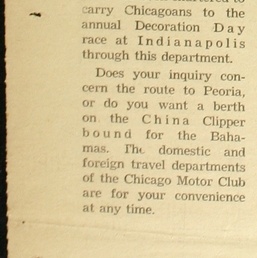 carry Chicagoans to the
annual Decoration Day
race at Indianapolis
through this department.
Does your inquiry con-
cern the route to Peoria,
or do you want a berth
on the China Clipper
bound for the Baha-
mas. The domestic and
foreign travel departments
of the Chicago Motor Club
are for your convenience
at any time.